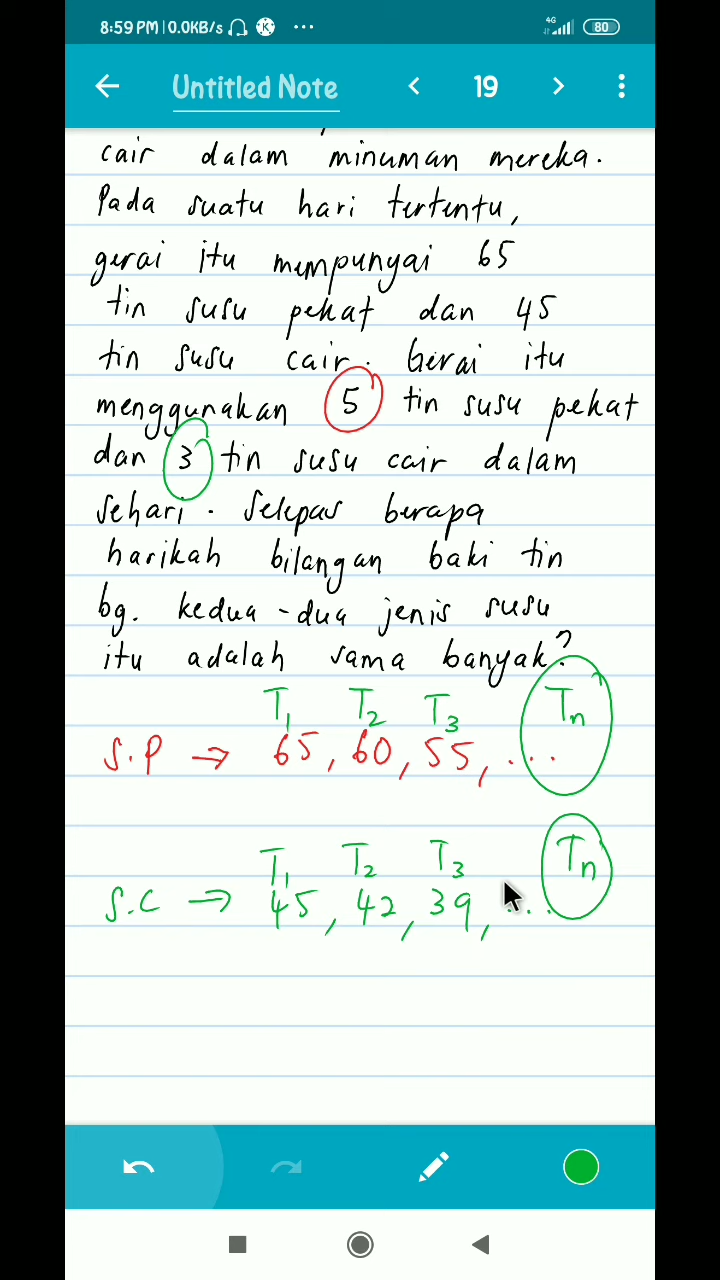 8:59 PM | 0.0KB/s K ... 4G 80
Untitled Note < 19 >
cair dalam minuman mereka.
Pada suatu hari tertentu,
gerai itu mempunyai 65
tin susu pekat dan 45
tin susu cair. Gerai itu
menggunakan 5 tin susu pekat
dan 3 tin susu cair dalam
sehari. Selepas berapa
harikah bilangan baki tin
bg. kedua-dua jenis susu
itu adalah sama banyak?
T₁ T₂ T₃ Tₙ
S.P → 65, 60, 55, ...
T₁ T₂ T₃ Tₙ
S.C → 45, 42, 39, ...